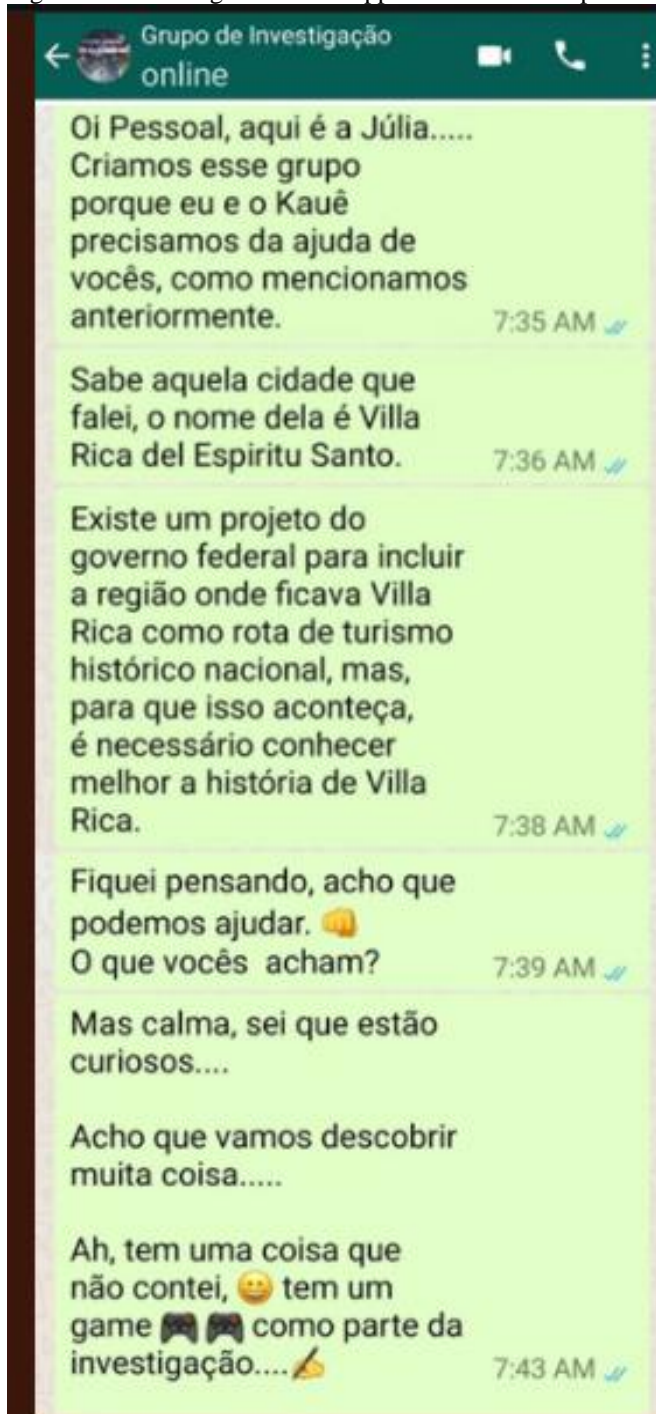 Grupo de Investigação
online
Oi Pessoal, aqui é a Júlia.....
Criamos esse grupo
porque eu e o Kauê
precisamos da ajuda de
vocês, como mencionamos
anteriormente.
7:35 AM
Sabe aquela cidade que
falei, o nome dela é Villa
Rica del Espiritu Santo.
7:36 AM
Existe um projeto do
governo federal para incluir
a região onde ficava Villa
Rica como rota de turismo
histórico nacional, mas,
para que isso aconteça,
é necessário conhecer
melhor a história de Villa
Rica.
7:38 AM
Fiquei pensando, acho que
podemos ajudar. 👊
O que vocês acham?
7:39 AM
Mas calma, sei que estão
curiosos....
Acho que vamos descobrir
muita coisa.....
Ah, tem uma coisa que
não contei, 😀 tem um
game 🎮 🎮 como parte da
investigação....✍
7:43 AM